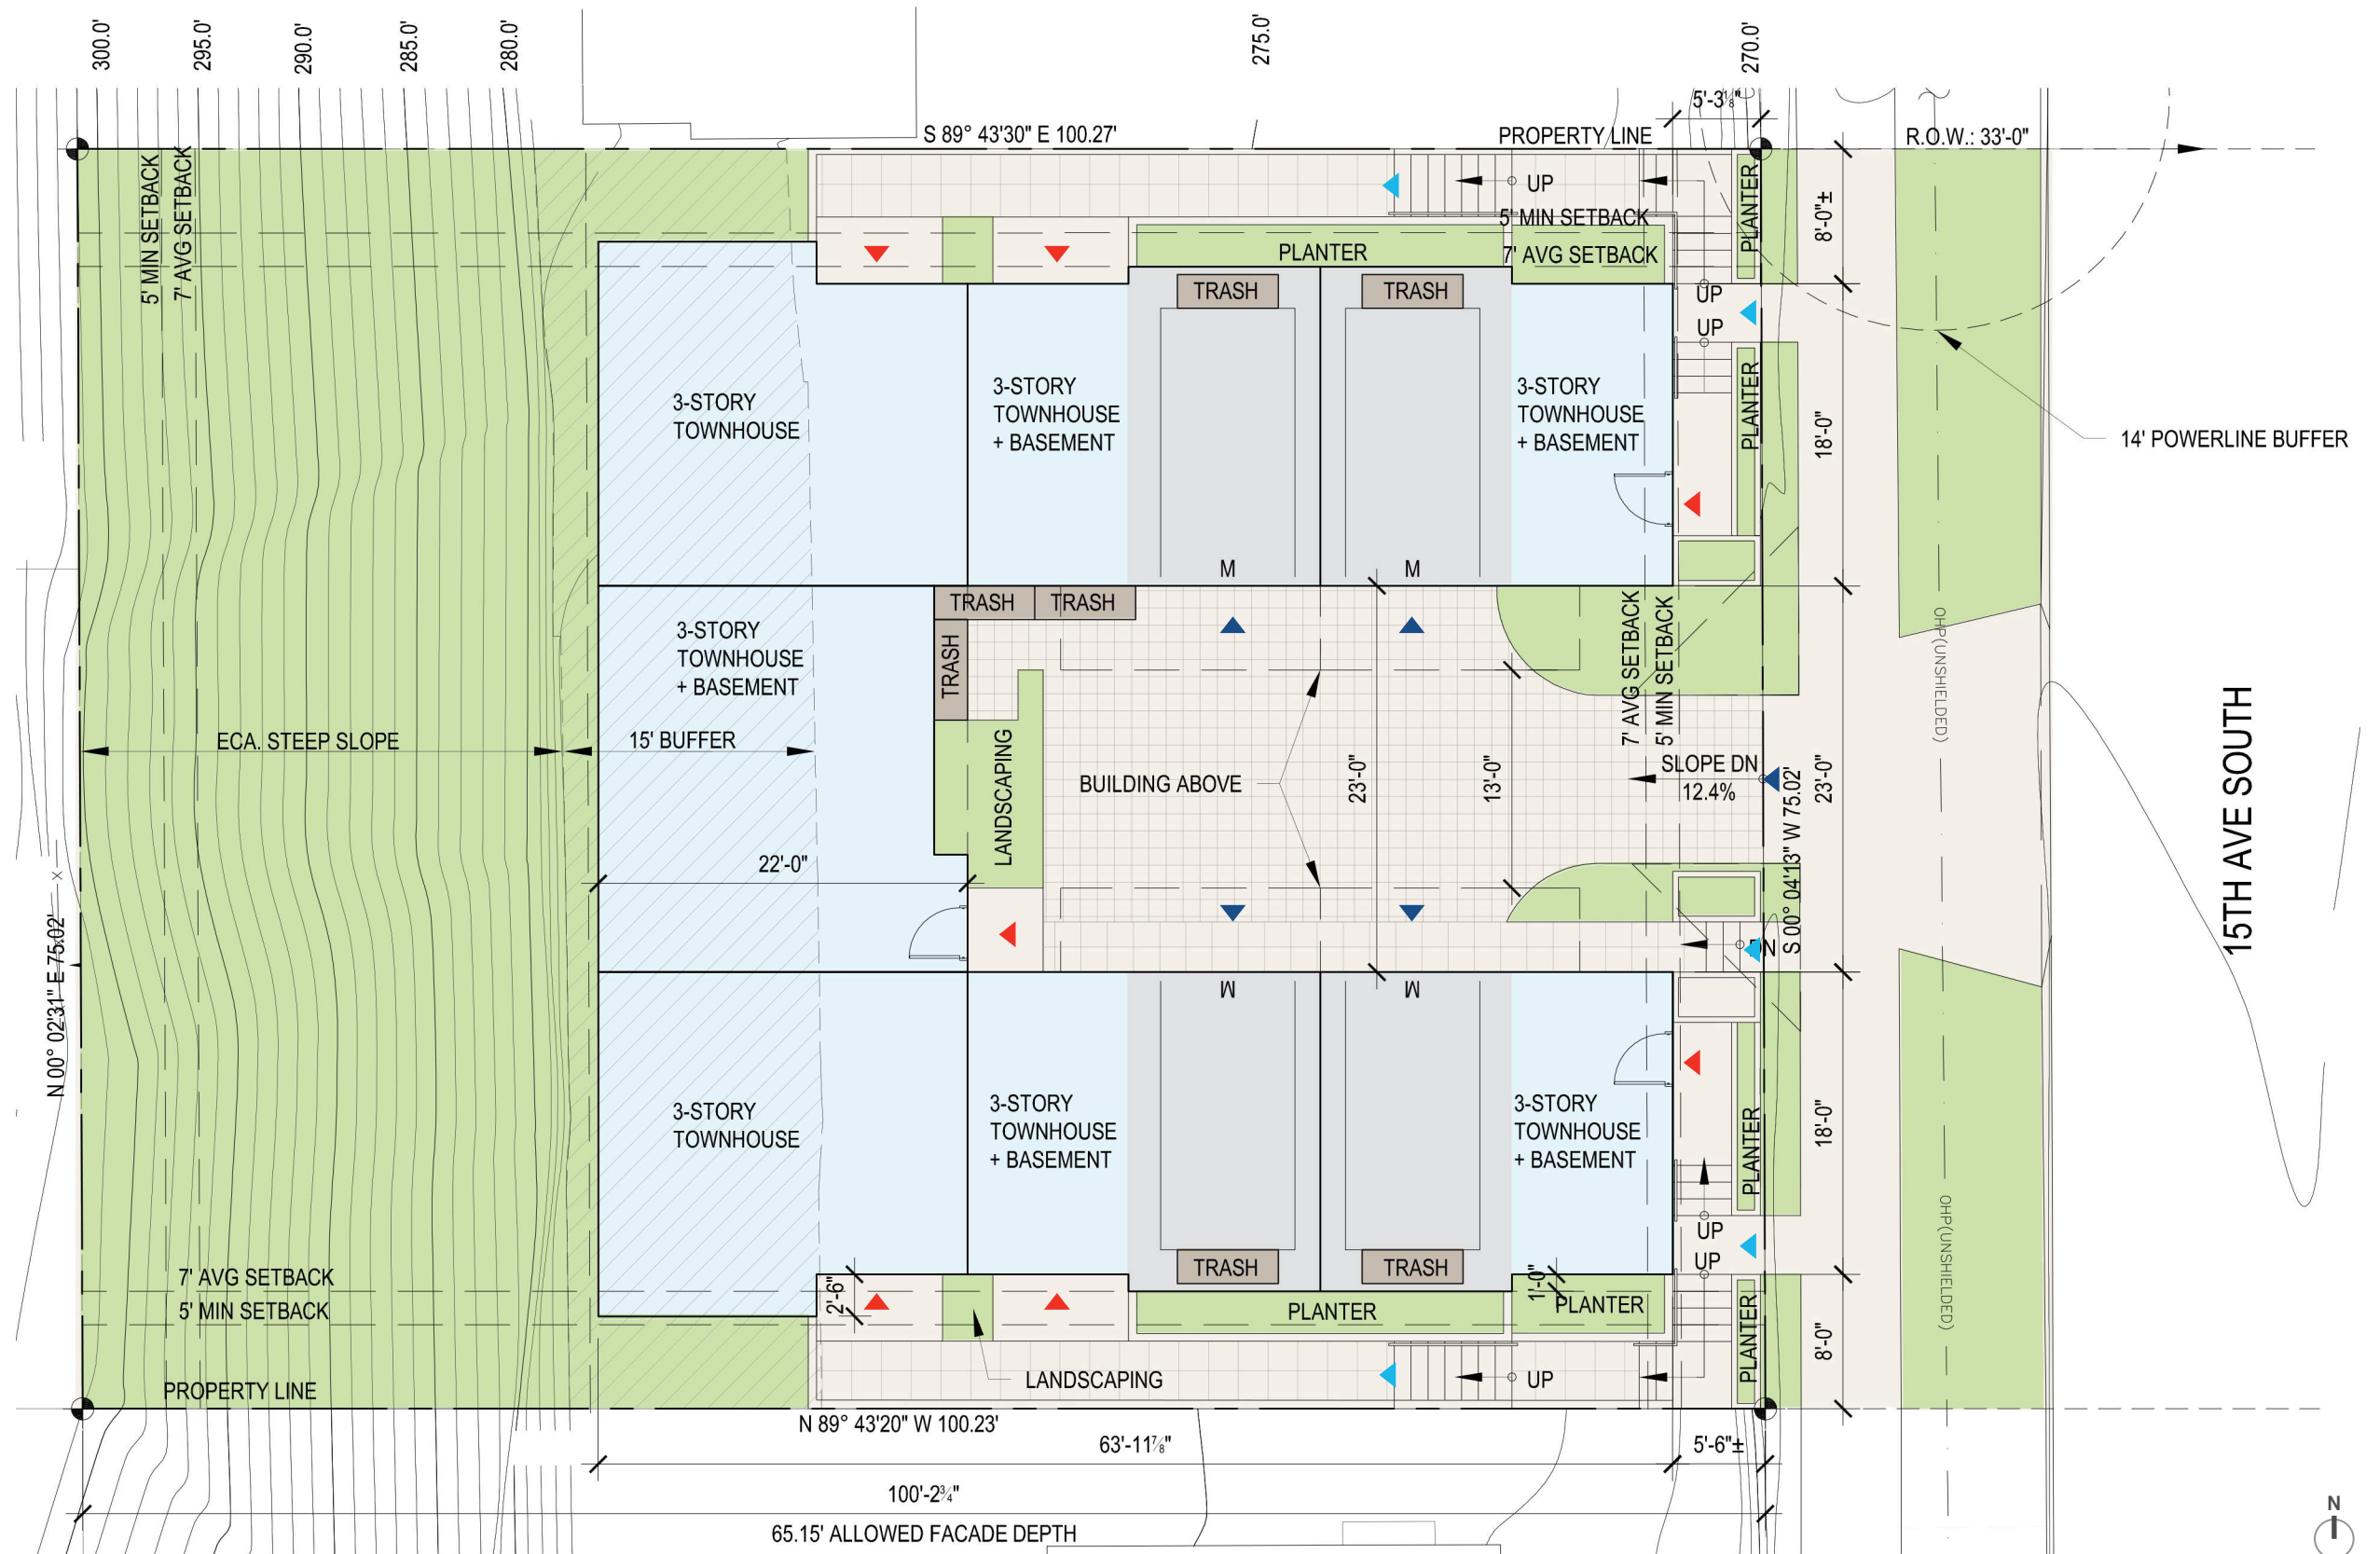 300.0'
295.0'
290.0'
285.0'
280.0'
275.0'
270.0'
5'-3⅛"
S 89° 43'30" E 100.27'
PROPERTY LINE
R.O.W.: 33'-0"
5' MIN SETBACK
7' AVG SETBACK
UP
PLANTER
8'-0"±
5' MIN SETBACK
7' AVG SETBACK
PLANTER
TRASH
TRASH
UP
UP
3-STORY
TOWNHOUSE
3-STORY
TOWNHOUSE
+ BASEMENT
3-STORY
TOWNHOUSE
+ BASEMENT
PLANTER
18'-0"
14' POWERLINE BUFFER
M
M
TRASH
TRASH
TRASH
3-STORY
TOWNHOUSE
+ BASEMENT
7' AVG SETBACK
5' MIN SETBACK
OHP(UNSHIELDED)
ECA. STEEP SLOPE
15' BUFFER
LANDSCAPING
BUILDING ABOVE
23'-0"
13'-0"
SLOPE DN
12.4%
23'-0"
S 00° 04'13" W 75.02'
15TH AVE SOUTH
22'-0"
X
N 00° 02'31" E 75.02'
DN
M
M
3-STORY
TOWNHOUSE
3-STORY
TOWNHOUSE
+ BASEMENT
3-STORY
TOWNHOUSE
+ BASEMENT
PLANTER
18'-0"
OHP(UNSHIELDED)
UP
UP
TRASH
TRASH
7' AVG SETBACK
5' MIN SETBACK
2'-6"
PLANTER
1'-0"
PLANTER
PLANTER
8'-0"
PROPERTY LINE
LANDSCAPING
UP
N 89° 43'20" W 100.23'
63'-11⅞"
5'-6"±
100'-2¾"
65.15' ALLOWED FACADE DEPTH
N